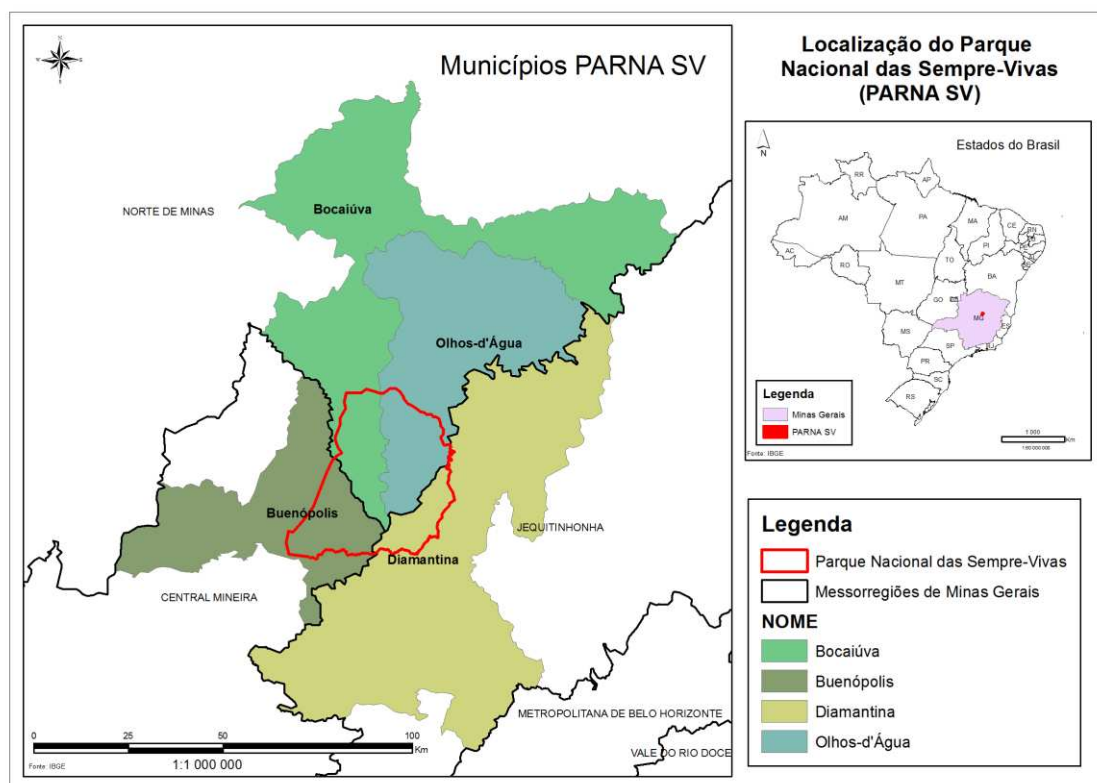 Municípios PARNA SV
NORTE DE MINAS
Bocaiúva
Olhos-d'Água
Buenópolis
JEQUITINHONHA
Diamantina
CENTRAL MINEIRA
METROPOLITANA DE BELO HORIZONTE
VALE DO RIO DOCE
0 25 50 100
Km
Fonte: IBGE
1:1 000 000
Localização do Parque
Nacional das Sempre-Vivas
(PARNA SV)
N
Estados do Brasil
RR
AP
AM
PA
MA
CE
RN
PI
AC
RO
TO
MT
BA
GO
MG
MS
ES
SP
RJ
PR
SC
RS
Legenda
Minas Gerais
PARNA SV
1 000
Km
Fonte: IBGE
Legenda
Parque Nacional das Sempre-Vivas
Messorregiões de Minas Gerais
NOME
Bocaiúva
Buenópolis
Diamantina
Olhos-d'Água